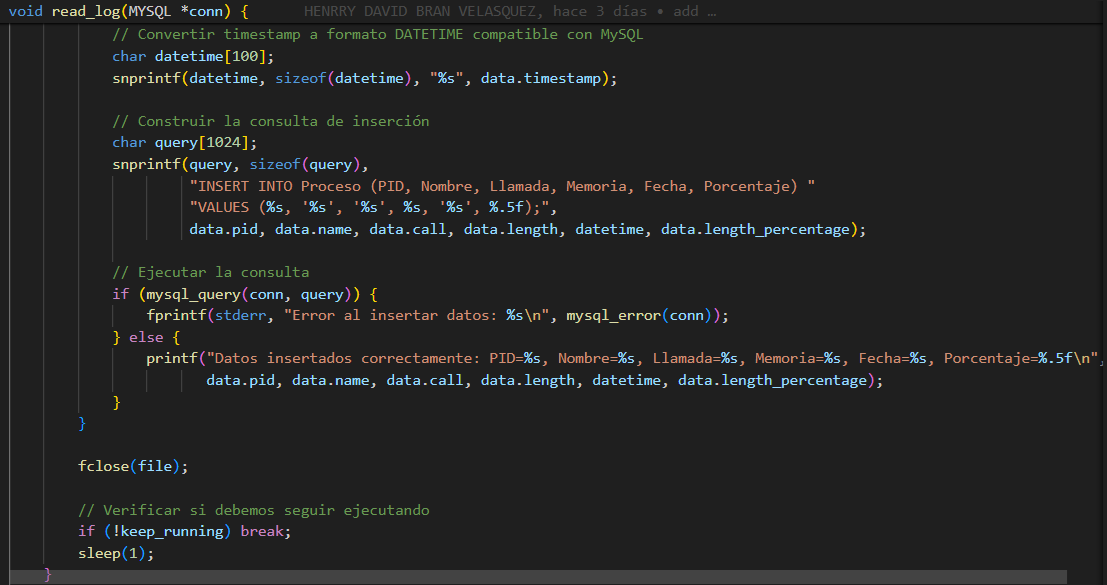 void read_log(MYSQL *conn) {      HENRRY DAVID BRAN VELASQUEZ, hace 3 días • add …
// Convertir timestamp a formato DATETIME compatible con MySQL
char datetime[100];
snprintf(datetime, sizeof(datetime), "%s", data.timestamp);
// Construir la consulta de inserción
char query[1024];
snprintf(query, sizeof(query),
"INSERT INTO Proceso (PID, Nombre, Llamada, Memoria, Fecha, Porcentaje) "
"VALUES (%s, '%s', '%s', %s, '%s', %.5f);",
data.pid, data.name, data.call, data.length, datetime, data.length_percentage);
// Ejecutar la consulta
if (mysql_query(conn, query)) {
fprintf(stderr, "Error al insertar datos: %s\n", mysql_error(conn));
} else {
printf("Datos insertados correctamente: PID=%s, Nombre=%s, Llamada=%s, Memoria=%s, Fecha=%s, Porcentaje=%.5f\n",
data.pid, data.name, data.call, data.length, datetime, data.length_percentage);
}
}
fclose(file);
// Verificar si debemos seguir ejecutando
if (!keep_running) break;
sleep(1);
}